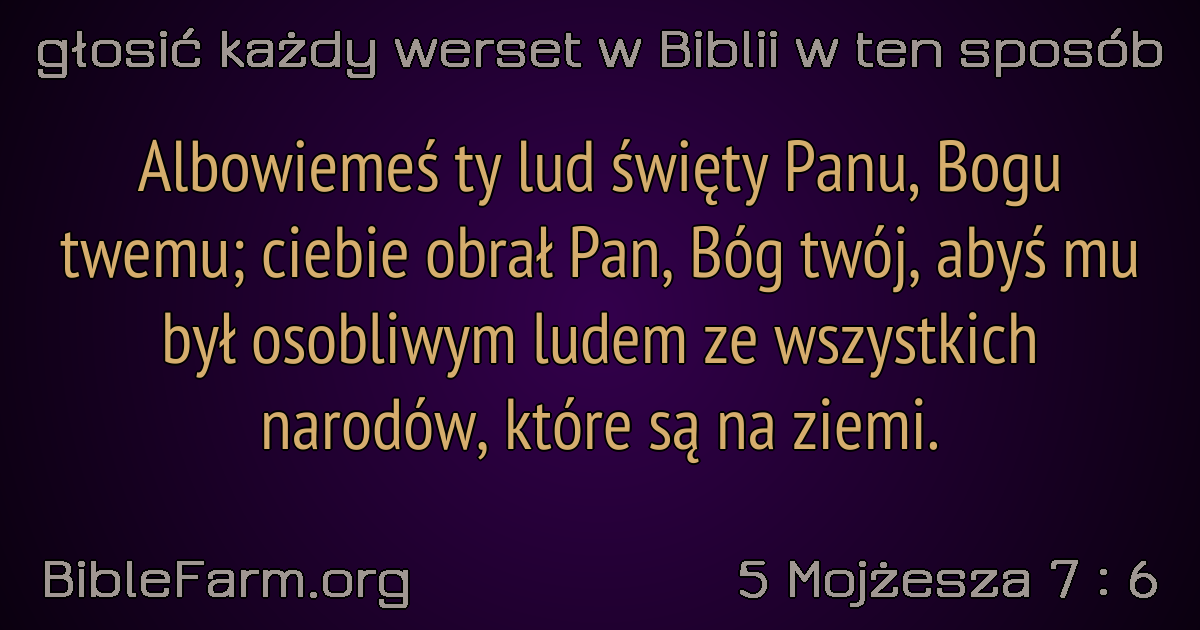 głosić każdy werset w Biblii w ten sposób
Albowiemeś ty lud święty Panu, Bogu
twemu; ciebie obrał Pan, Bóg twój, abyś mu
był osobliwym ludem ze wszystkich
narodów, które są na ziemi.
BibleFarm.org
5 Mojżesza 7 : 6